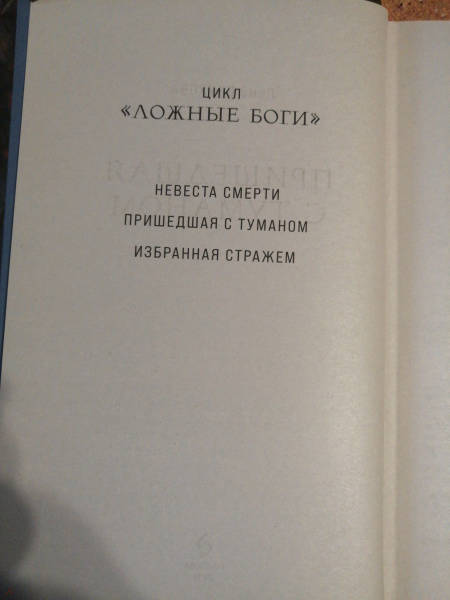 ЦИКЛ
«ЛОЖНЫЕ БОГИ»
НЕВЕСТА СМЕРТИ
ПРИШЕДШАЯ С ТУМАНОМ
ИЗБРАННАЯ СТРАЖЕМ